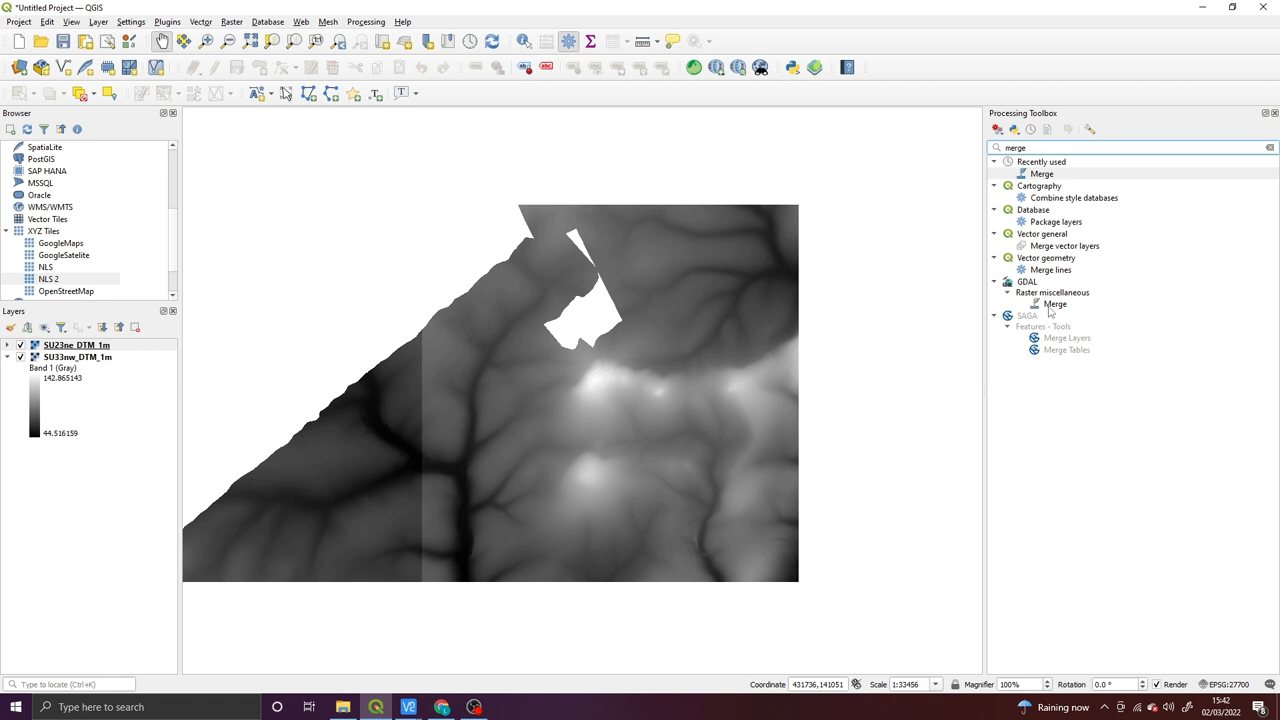 *Untitled Project — QGIS
Project Edit View Layer Settings Plugins Vector Raster Database Web Mesh Processing Help
Browser
SpatiaLite
PostGIS
SAP HANA
MSSQL
Oracle
WMS/WMTS
Vector Tiles
XYZ Tiles
GoogleMaps
GoogleSatelite
NLS
NLS 2
OpenStreetMap
Layers
SU23ne_DTM_1m
SU33nw_DTM_1m
Band 1 (Gray)
142.865143
44.516159
Processing Toolbox
merge
Recently used
Merge
Cartography
Combine style databases
Database
Package layers
Vector general
Merge vector layers
Vector geometry
Merge lines
GDAL
Raster miscellaneous
Merge
SAGA
Features - Tools
Merge Layers
Merge Tables
Type to locate (Ctrl+K)
Coordinate 431736,141051 Scale 1:33456 Magnifier 100% Rotation 0.0 ° Render EPSG:27700
Type here to search
Raining now
15:42
02/03/2022